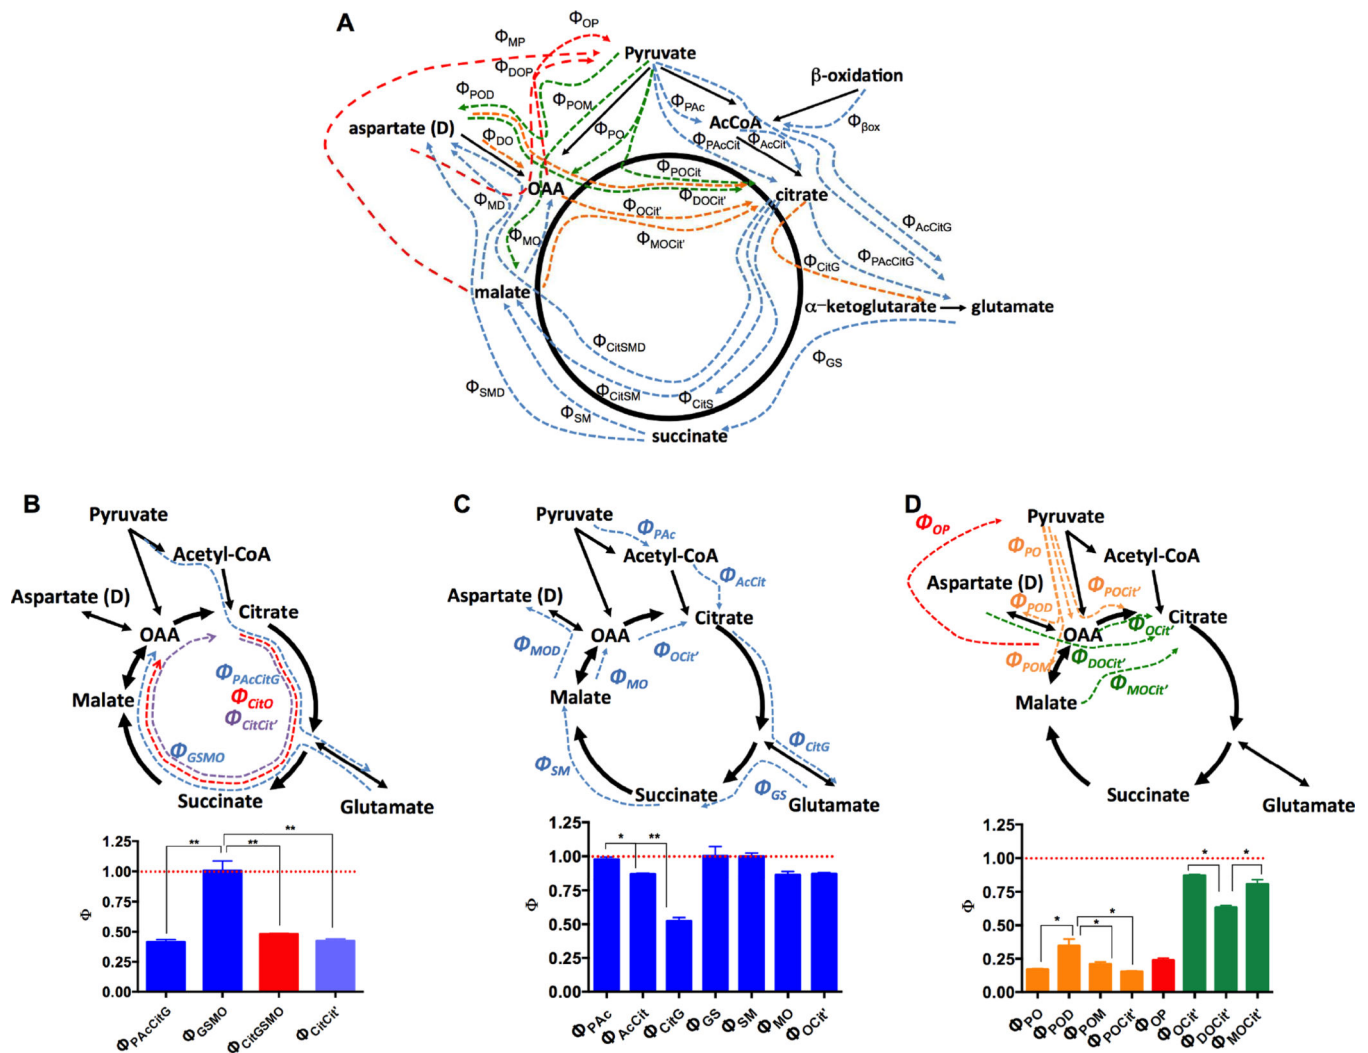 A
Φ_OP
Φ_MP
Pyruvate
Φ_DOP
β-oxidation
Φ_POD
Φ_POM
Φ_PAc
AcCoA
Φ_βox
aspartate (D)
Φ_DO
Φ_PO
Φ_PAcCit
Φ_AcCit
Φ_POCit
OAA
citrate
Φ_MD
Φ_OCit'
Φ_DOCit'
Φ_AcCitG
Φ_MO
Φ_MOCit'
Φ_CitG
Φ_PAcCitG
malate
α-ketoglutarate
glutamate
Φ_CitSMD
Φ_GS
Φ_SMD
Φ_CitSM
Φ_CitS
Φ_SM
succinate
B
Pyruvate
Acetyl-CoA
Aspartate (D)
Citrate
OAA
Φ_PAcCitG
Malate
Φ_CitO
Φ_CitCit'
Φ_GSMO
Succinate
Glutamate
1.25
1.00
0.75
0.50
0.25
0.00
Φ
** ** **
Φ_PAcCitG
Φ_GSMO
Φ_CitGSMO
Φ_CitCit'
C
Pyruvate
Φ_PAc
Acetyl-CoA
Φ_AcCit
Aspartate (D)
Citrate
OAA
Φ_MOD
Φ_OCit'
Φ_MO
Malate
Φ_CitG
Φ_SM
Φ_GS
Succinate
Glutamate
1.25
1.00
0.75
0.50
0.25
0.00
Φ
* **
Φ_PAc
Φ_AcCit
Φ_CitG
Φ_GS
Φ_SM
Φ_MO
Φ_OCit'
D
Φ_OP
Pyruvate
Φ_PO
Acetyl-CoA
Aspartate (D)
Φ_POCit'
Φ_POD
Citrate
OAA
Φ_OCit'
Φ_POM
Φ_DOCit'
Malate
Φ_MOCit'
Succinate
Glutamate
1.25
1.00
0.75
0.50
0.25
0.00
Φ
* * * * *
Φ_PO
Φ_POD
Φ_POM
Φ_POCit'
Φ_OP
Φ_OCit'
Φ_DOCit'
Φ_MOCit'